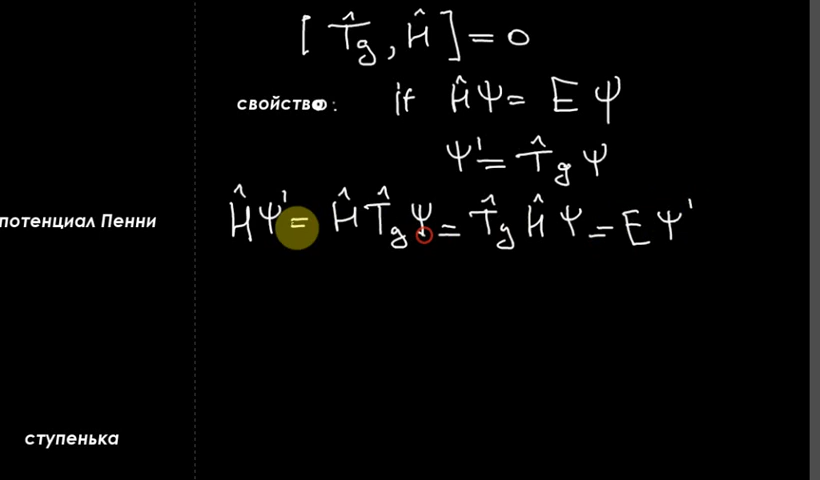 [ T̂g , Ĥ ] = 0
свойство: if ĤΨ = EΨ
Ψ' = T̂g Ψ
потенциал Пенни
ĤΨ' = ĤT̂gΨ = T̂gĤΨ = EΨ'
ступенька